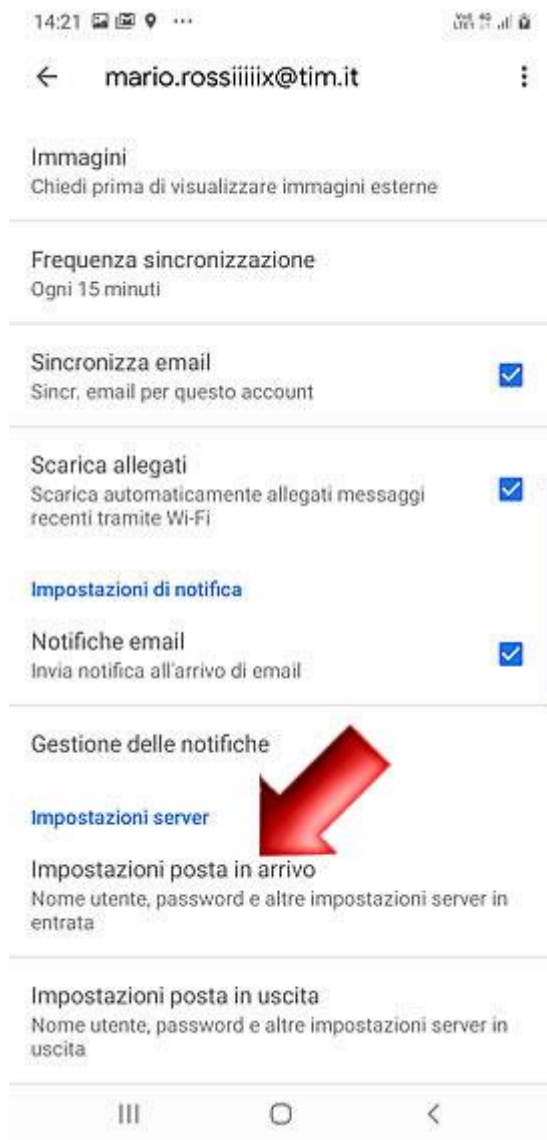 14:21
mario.rossiiiiix@tim.it
Immagini
Chiedi prima di visualizzare immagini esterne
Frequenza sincronizzazione
Ogni 15 minuti
Sincronizza email
Sincr. email per questo account
Scarica allegati
Scarica automaticamente allegati messaggi
recenti tramite Wi-Fi
Impostazioni di notifica
Notifiche email
Invia notifica all'arrivo di email
Gestione delle notifiche
Impostazioni server
Impostazioni posta in arrivo
Nome utente, password e altre impostazioni server in
entrata
Impostazioni posta in uscita
Nome utente, password e altre impostazioni server in
uscita